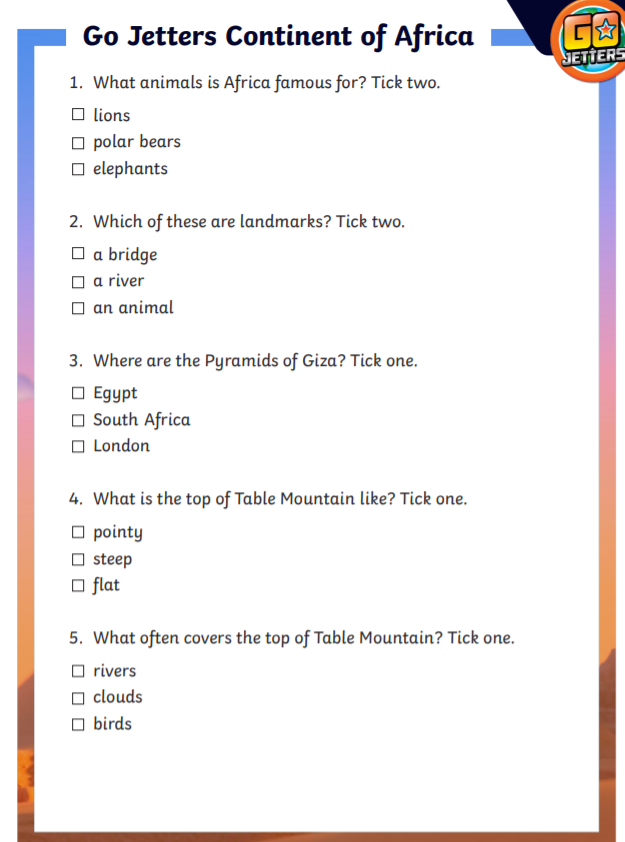 Go Jetters Continent of Africa
GO
JETTERS
1. What animals is Africa famous for? Tick two.
lions
polar bears
elephants
2. Which of these are landmarks? Tick two.
a bridge
a river
an animal
3. Where are the Pyramids of Giza? Tick one.
Egypt
South Africa
London
4. What is the top of Table Mountain like? Tick one.
pointy
steep
flat
5. What often covers the top of Table Mountain? Tick one.
rivers
clouds
birds